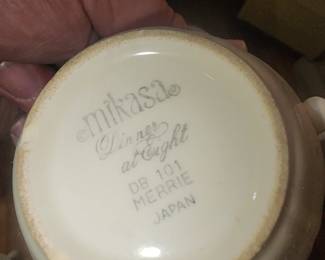 mikasa
Dinner
at Eight
DB 101
MERRIE
JAPAN